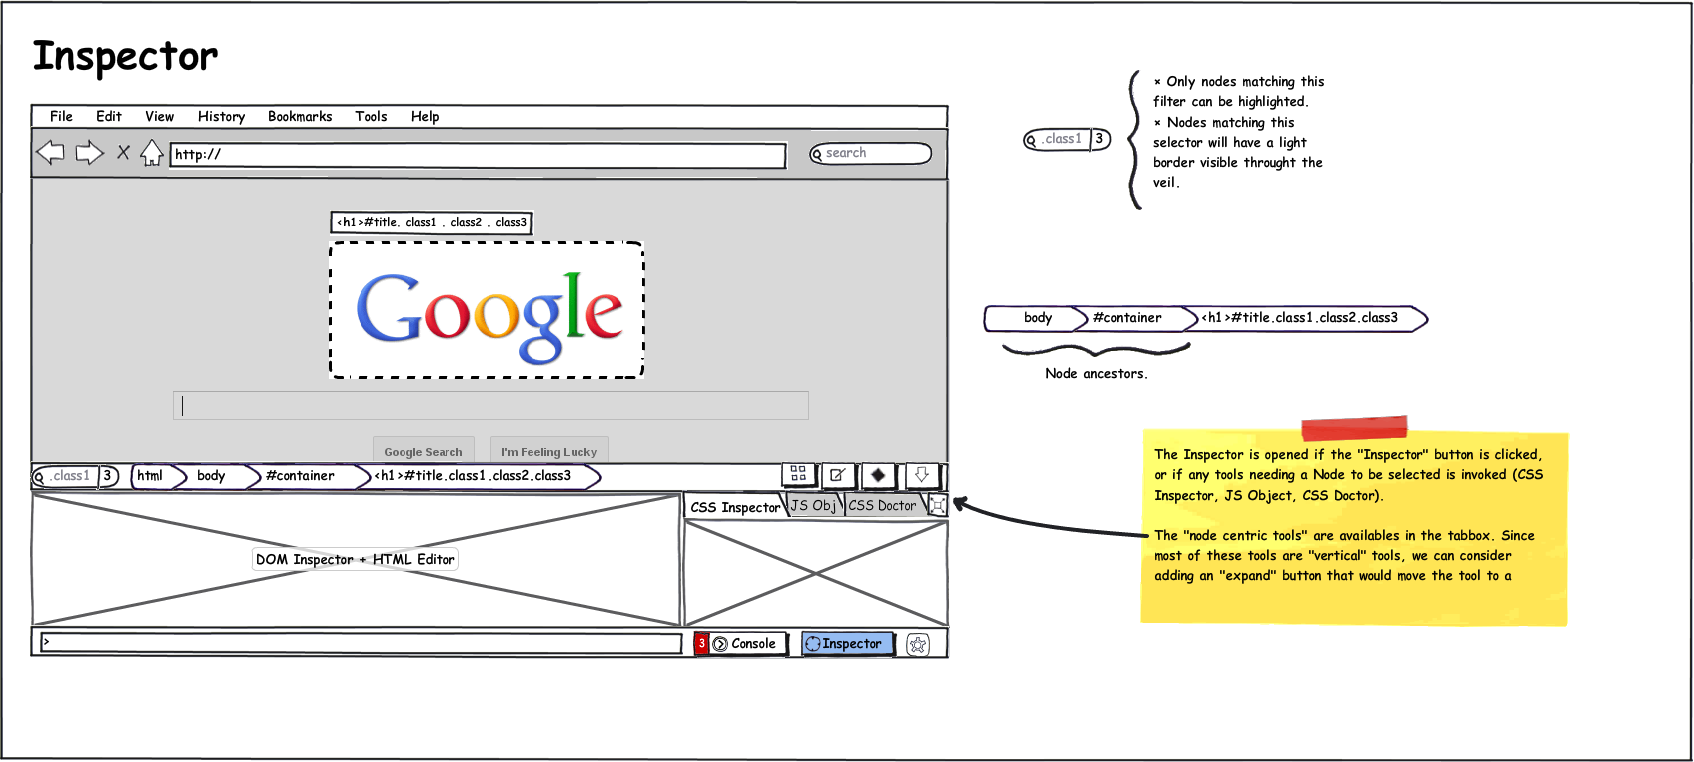 Inspector
File Edit View History Bookmarks Tools Help
X http:// search
<h1>#title. class1 . class2 . class3
Google
Google Search I'm Feeling Lucky
.class1 3 html body #container <h1>#title.class1.class2.class3
CSS Inspector JS Obj CSS Doctor
DOM Inspector + HTML Editor
> 3 Console Inspector
.class1 3
× Only nodes matching this
filter can be highlighted.
× Nodes matching this
selector will have a light
border visible throught the
veil.
body #container <h1>#title.class1.class2.class3
Node ancestors.
The Inspector is opened if the "Inspector" button is clicked,
or if any tools needing a Node to be selected is invoked (CSS
Inspector, JS Object, CSS Doctor).
The "node centric tools" are availables in the tabbox. Since
most of these tools are "vertical" tools, we can consider
adding an "expand" button that would move the tool to a